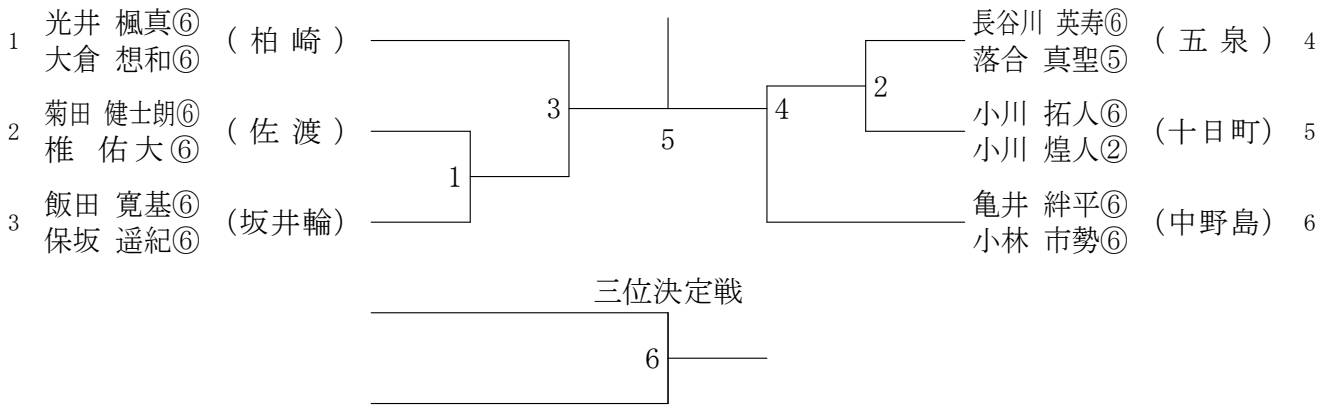 1 光井 楓真⑥ 大倉 想和⑥ (柏崎)
2 菊田 健士朗⑥ 椎 佑大⑥ (佐渡)
3 飯田 寛基⑥ 保坂 遥紀⑥ (坂井輪)
1
3
5
4
2
長谷川 英寿⑥ 落合 真聖⑤ (五泉) 4
小川 拓人⑥ 小川 煌人② (十日町) 5
亀井 絆平⑥ 小林 市勢⑥ (中野島) 6
三位決定戦
6